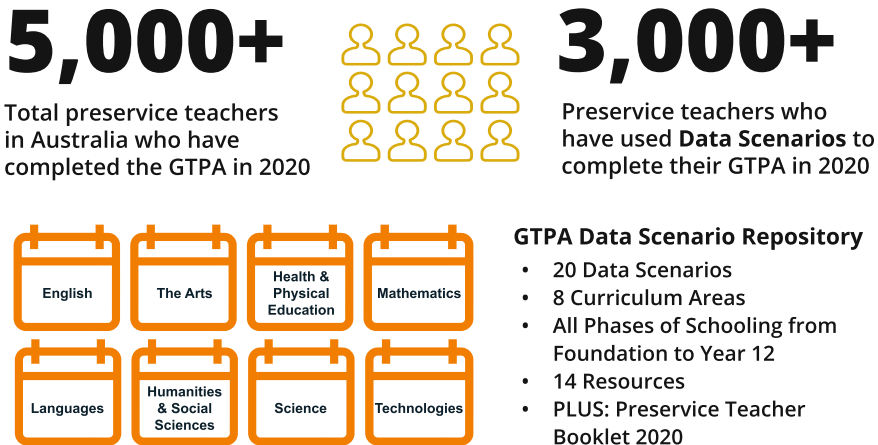 5,000+
Total preservice teachers
in Australia who have
completed the GTPA in 2020
3,000+
Preservice teachers who
have used Data Scenarios to
complete their GTPA in 2020
English
The Arts
Health &
Physical
Education
Mathematics
Languages
Humanities
& Social
Sciences
Science
Technologies
GTPA Data Scenario Repository
• 20 Data Scenarios
• 8 Curriculum Areas
• All Phases of Schooling from
Foundation to Year 12
• 14 Resources
• PLUS: Preservice Teacher
Booklet 2020